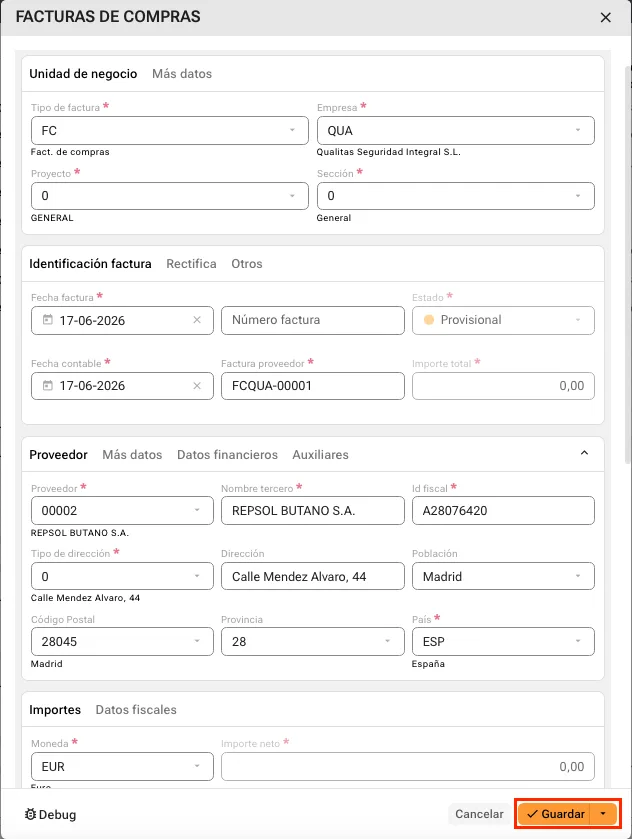 FACTURAS DE COMPRAS
Unidad de negocio Más datos
Tipo de factura * Empresa *
FC QUA
Fact. de compras Qualitas Seguridad Integral S.L.
Proyecto * Sección *
0 0
GENERAL General
Identificación factura Rectifica Otros
Fecha factura * Estado *
17-06-2026 Número factura Provisional
Fecha contable * Factura proveedor * Importe total *
17-06-2026 FCQUA-00001 0,00
Proveedor Más datos Datos financieros Auxiliares
Proveedor * Nombre tercero * Id fiscal *
00002 REPSOL BUTANO S.A. A28076420
REPSOL BUTANO S.A.
Tipo de dirección * Dirección Población
0 Calle Mendez Alvaro, 44 Madrid
Calle Mendez Alvaro, 44
Código Postal Provincia País *
28045 28 ESP
Madrid España
Importes Datos fiscales
Moneda * Importe neto *
EUR 0,00
Euro
Debug Cancelar Guardar